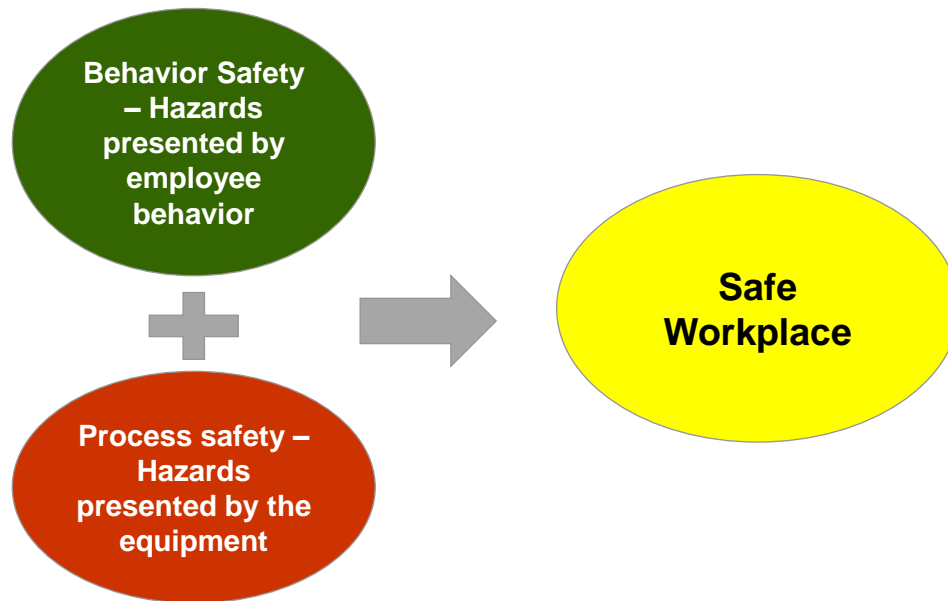 Behavior Safety
– Hazards
presented by
employee
behavior
Process safety –
Hazards
presented by the
equipment
Safe
Workplace